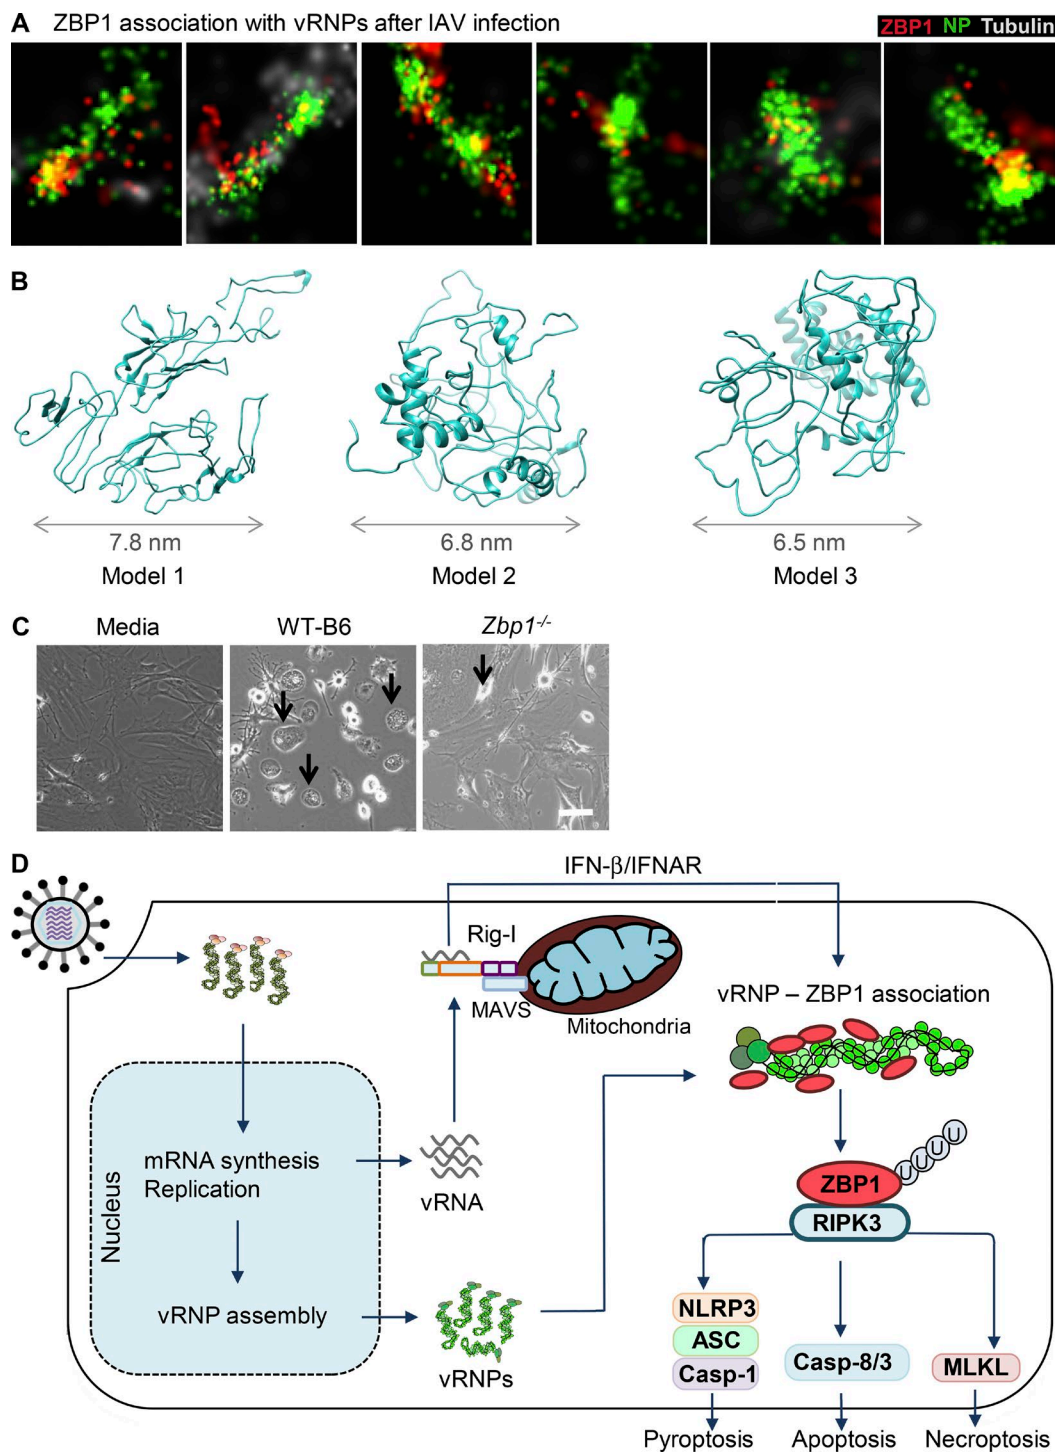 A ZBP1 association with vRNPs after IAV infection
ZBP1 NP Tubulin
B
7.8 nm
6.8 nm
6.5 nm
Model 1
Model 2
Model 3
C
Media
WT-B6
Zbp1-/-
D
IFN-β/IFNAR
Rig-I
MAVS
Mitochondria
vRNP – ZBP1 association
Nucleus
mRNA synthesis
Replication
vRNA
vRNP assembly
vRNPs
U U U U
ZBP1
RIPK3
NLRP3
ASC
Casp-1
Casp-8/3
MLKL
Pyroptosis
Apoptosis
Necroptosis